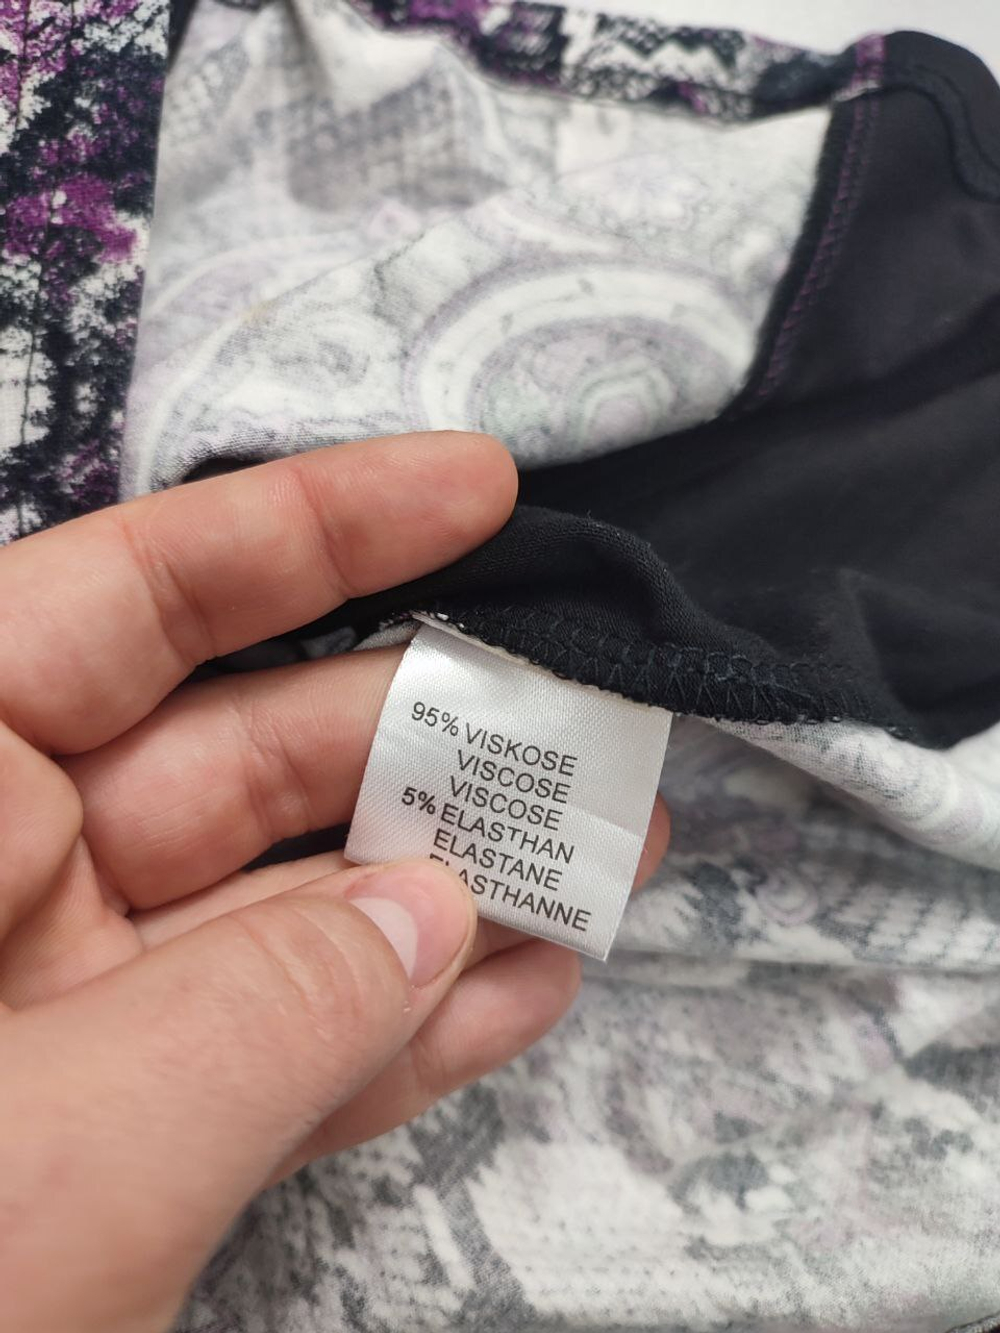 95% VISKOSE
VISCOSE
VISCOSE
5% ELASTHAN
ELASTANE
ELASTHANNE